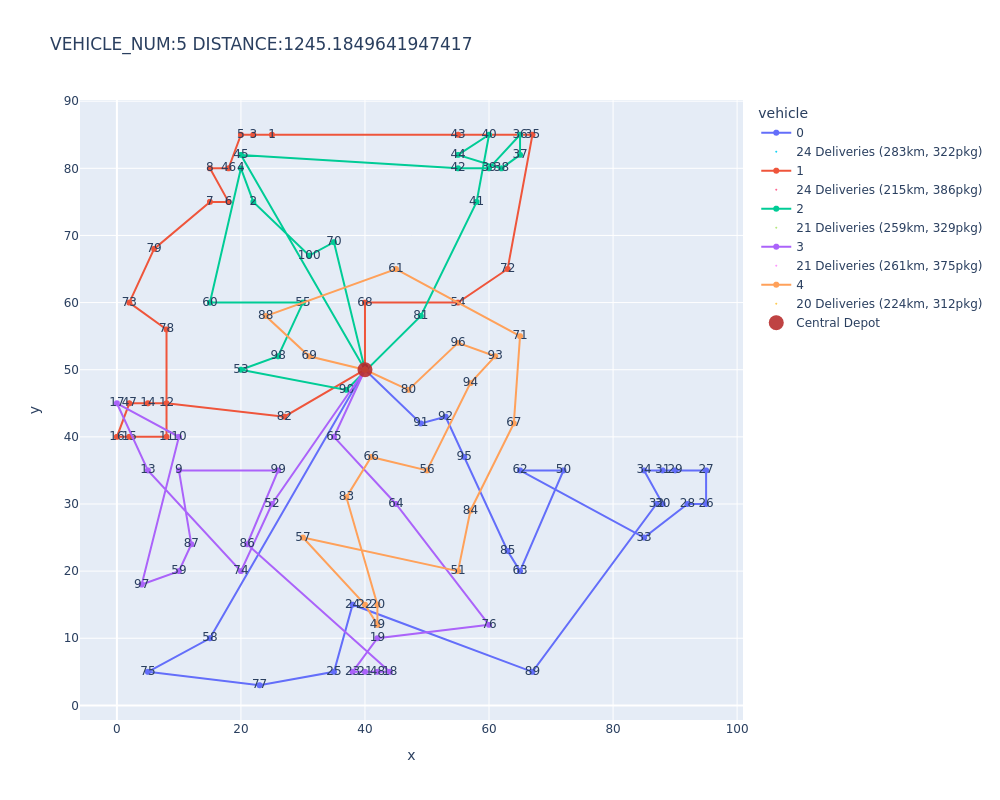 VEHICLE_NUM:5 DISTANCE:1245.1849641947417
vehicle
0
24 Deliveries (283km, 322pkg)
1
24 Deliveries (215km, 386pkg)
2
21 Deliveries (259km, 329pkg)
3
21 Deliveries (261km, 375pkg)
4
20 Deliveries (224km, 312pkg)
Central Depot
90
5 3 1 43 40 36 35
45 44 37
80 8 46 4 42 39 38
7 6 2 41
70 79 100 70
61 72
60 73 60 55 68 54
78 88 81 71
98 69 96 93
50 53 90 80 94
17 47 14 12 82 91 92 67
40 16 15 11 10 65 66 95
13 9 99 56 62 50 34 31 29 27
30 52 83 64 84 32 30 28 26
87 86 57 85 33
20 97 59 74 51 63
24 22 20
49 76
10 58 19
75 77 25 23 21 48 18 89
0
0 20 40 60 80 100
x
y